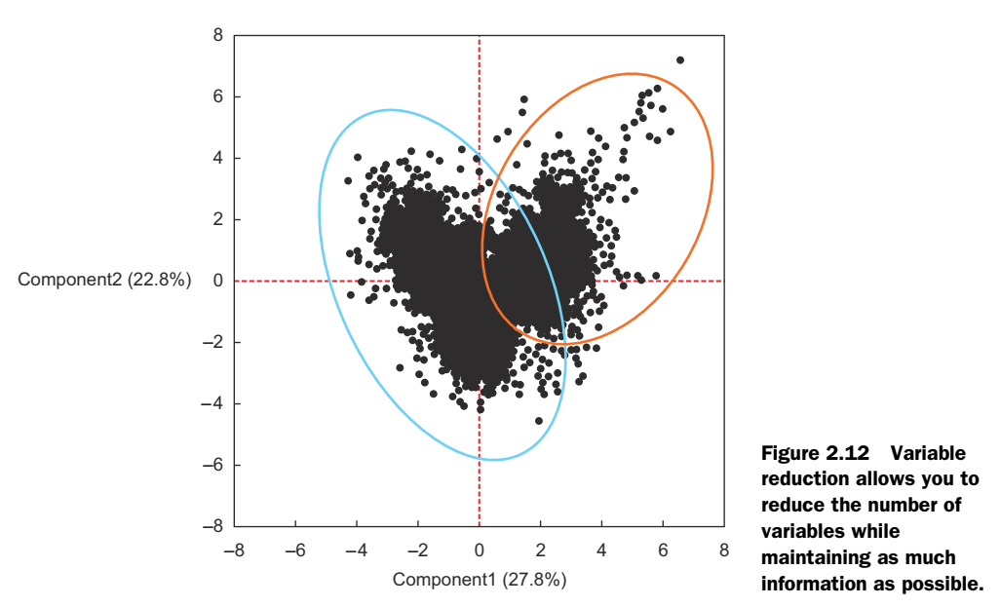 8
6
4
2
Component2 (22.8%)
0
–2
–4
–6
–8
–8
–6
–4
–2
0
2
4
6
8
Component1 (27.8%)
Figure 2.12 Variable
reduction allows you to
reduce the number of
variables while
maintaining as much
information as possible.